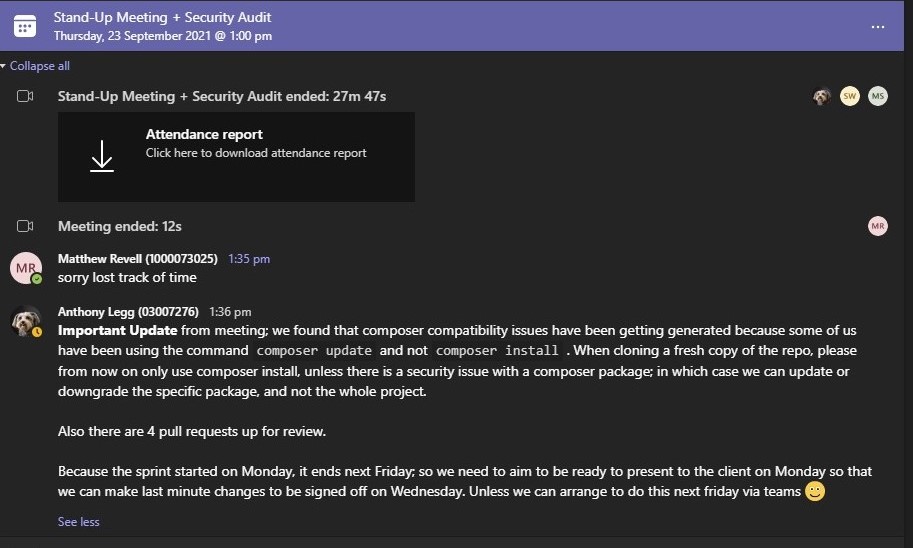 Stand-Up Meeting + Security Audit
Thursday, 23 September 2021 @ 1:00 pm
Collapse all
Stand-Up Meeting + Security Audit ended: 27m 47s
SW MS
Attendance report
Click here to download attendance report
Meeting ended: 12s
MR
Matthew Revell (1000073025) 1:35 pm
MR
sorry lost track of time
Anthony Legg (03007276) 1:36 pm
Important Update from meeting; we found that composer compatibility issues have been getting generated because some of us
have been using the command composer update and not composer install . When cloning a fresh copy of the repo, please
from now on only use composer install, unless there is a security issue with a composer package; in which case we can update or
downgrade the specific package, and not the whole project.
Also there are 4 pull requests up for review.
Because the sprint started on Monday, it ends next Friday; so we need to aim to be ready to present to the client on Monday so that
we can make last minute changes to be signed off on Wednesday. Unless we can arrange to do this next friday via teams 🙂
See less